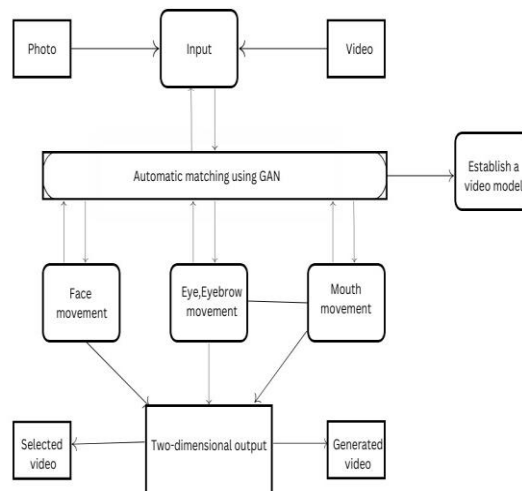 Photo
Input
Video
Automatic matching using GAN
Establish a
video model
Face
movement
Eye,Eyebrow
movement
Mouth
movement
Selected
video
Two-dimensional output
Generated
video